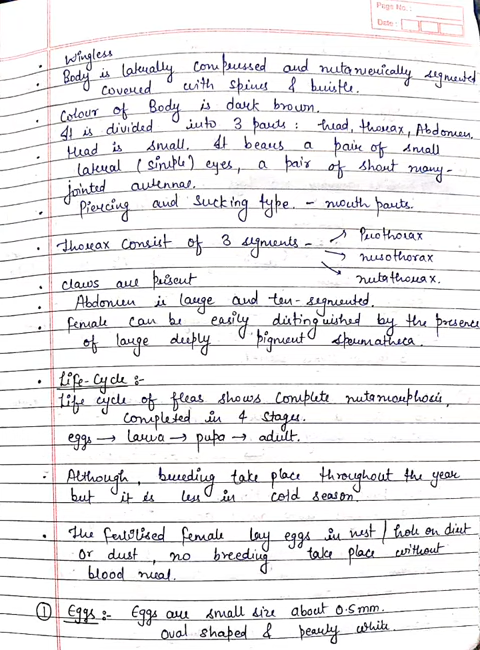 Page No.:
Date:
• Wingless
• Body is laterally compressed and metamerically segmented
covered with spines & bristle.
• Colour of Body is dark brown.
• It is divided into 3 parts: head, thorax, Abdomen.
• Head is small. It bears a pair of small
lateral (simple) eyes, a pair of short many-
jointed antennae.
• Piercing and sucking type. - mouth parts.
• Thorax consist of 3 segments - → Prothorax
→ mesothorax
→ metathorax.
• claws are present
• Abdomen is large and ten-segmented.
• female can be easily distinguished by the presence
of large deeply pigment spermatheca.
• Life-Cycle :-
Life cycle of fleas shows complete metamorphosis,
completed in 4 stages.
eggs → larva → pupa → adult.
• Although, breeding take place throughout the year
but it is less in cold season.
• The fertilised female lay eggs in nest / hole on dirt
or dust, no breeding take place without
blood meal.
① Eggs :- Eggs are small size about 0.5mm.
oval shaped & pearly white.